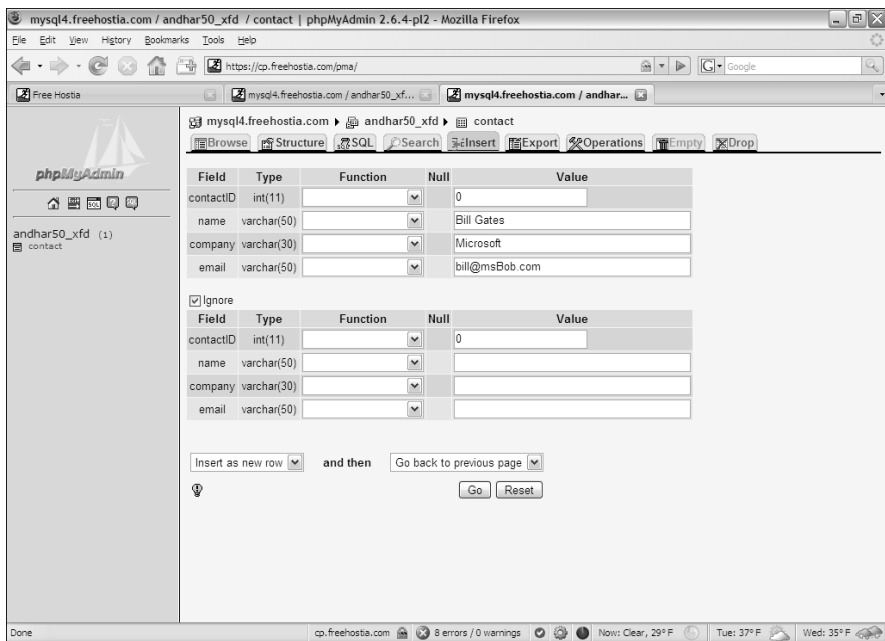 mysql4.freehostia.com / andhar50_xfd / contact | phpMyAdmin 2.6.4-pl2 - Mozilla Firefox
File Edit View History Bookmarks Tools Help
https://cp.freehostia.com/pma/
G Google
Free Hostia
mysql4.freehostia.com / andhar50_xf...
mysql4.freehostia.com / andhar...
phpMyAdmin
SQL
andhar50_xfd (1)
contact
mysql4.freehostia.com andhar50_xfd contact
Browse Structure SQL Search Insert Export Operations Empty Drop
Field Type Function Null Value
contactID int(11) 0
name varchar(50) Bill Gates
company varchar(30) Microsoft
email varchar(50) bill@msBob.com
Ignore
Field Type Function Null Value
contactID int(11) 0
name varchar(50)
company varchar(30)
email varchar(50)
Insert as new row and then Go back to previous page
Go Reset
Done cp.freehostia.com 8 errors / 0 warnings Now: Clear, 29° F Tue: 37° F Wed: 35° F